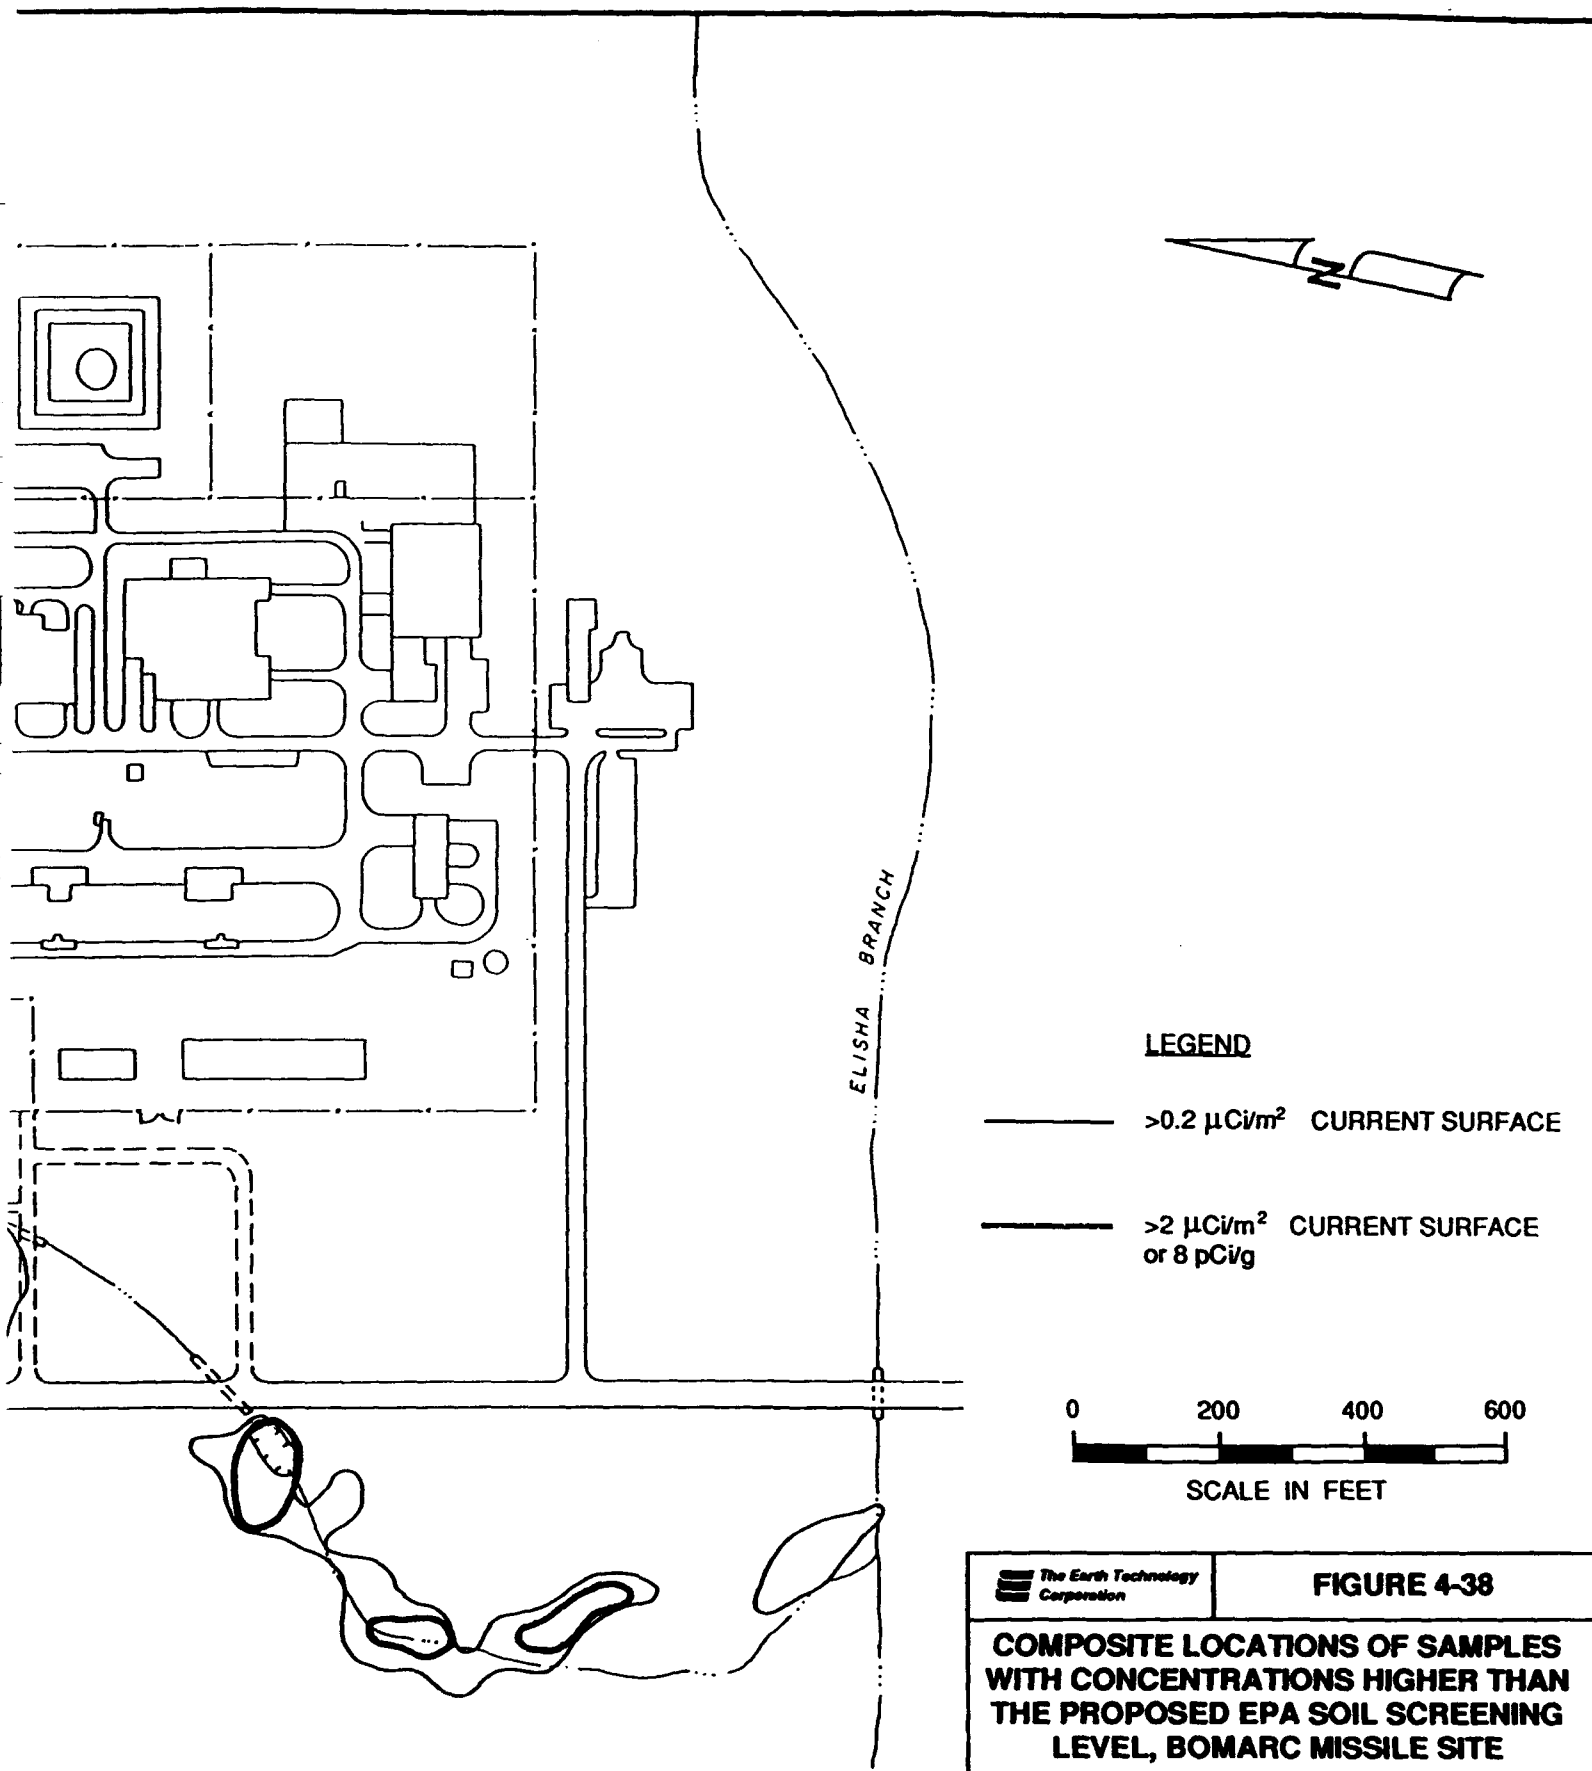 N
ELISHA BRANCH
LEGEND
>0.2 μCi/m² CURRENT SURFACE
>2 μCi/m² CURRENT SURFACE
or 8 pCi/g
0 200 400 600
SCALE IN FEET
The Earth Technology
Corporation
FIGURE 4-38
COMPOSITE LOCATIONS OF SAMPLES
WITH CONCENTRATIONS HIGHER THAN
THE PROPOSED EPA SOIL SCREENING
LEVEL, BOMARC MISSILE SITE